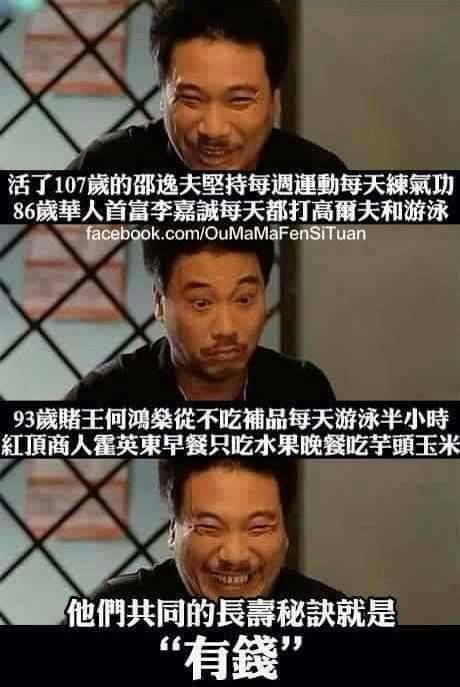 活了107歲的邵逸夫堅持每週運動每天練氣功
86歲華人首富李嘉誠每天都打高爾夫和游泳
facebook.com/OuMaMaFenSiTuan
93歲賭王何鴻燊從不吃補品每天游泳半小時
紅頂商人霍英東早餐只吃水果晚餐吃芋頭玉米
他們共同的長壽秘訣就是
“有錢”